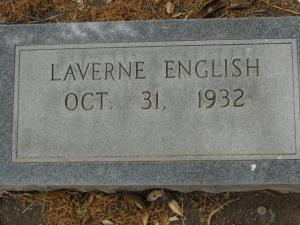 LAVERNE ENGLISH
OCT. 31, 1932